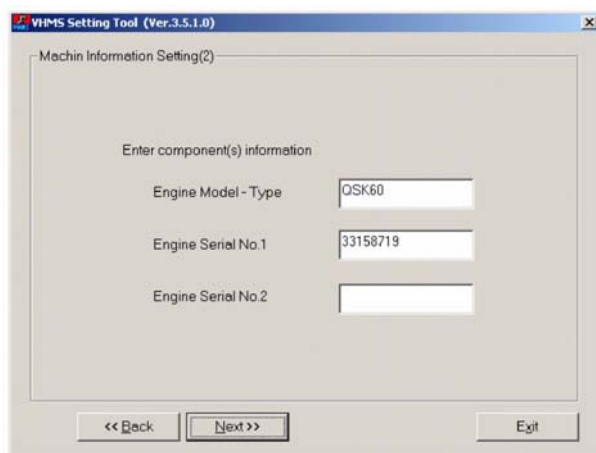 VHMS Setting Tool (Ver.3.5.1.0)
Machin Information Setting(2)
Enter component(s) information
Engine Model - Type QSK60
Engine Serial No.1 33158719
Engine Serial No.2
<< Back Next>> Exit